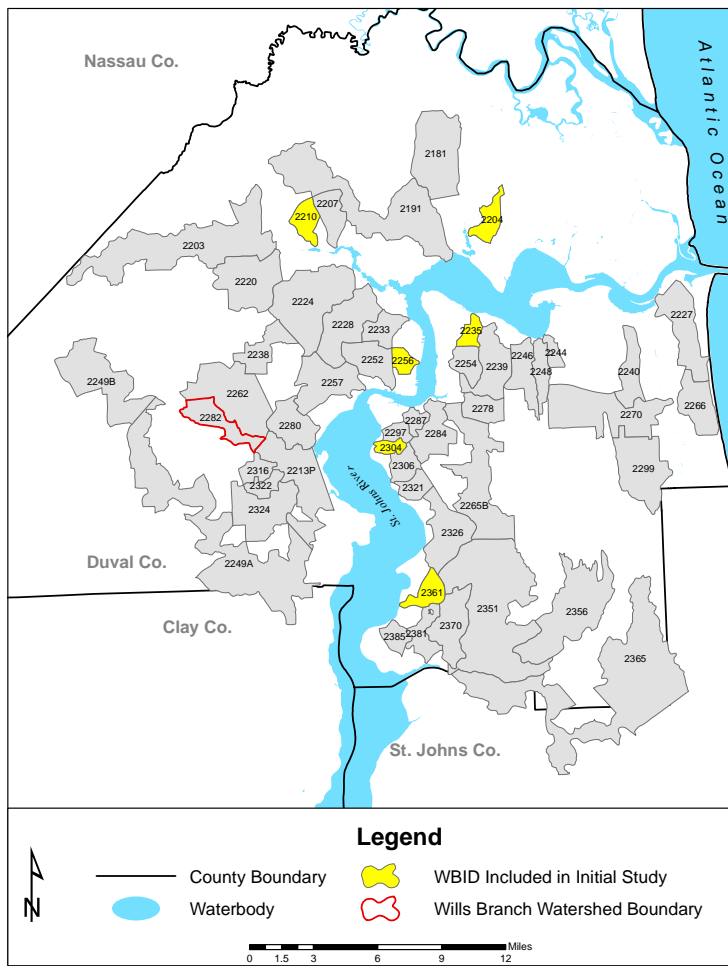 Nassau Co.
Atlantic Ocean
2181
2207
2210
2191
2204
2203
2220
2224
2227
2228
2233
2235
2238
2252
2256
2254
2239
2246
2244
2248
2240
2249B
2257
2262
2266
2282
2280
2287
2278
2270
2297
2284
2304
2299
2316
2213P
2306
2322
2321
2265B
2324
St. Johns River
2326
Duval Co.
2249A
2361
2356
Clay Co.
2351
2370
2385
2381
2365
St. Johns Co.
Legend
County Boundary
WBID Included in Initial Study
Waterbody
Wills Branch Watershed Boundary
N
Miles
0 1.5 3 6 9 12